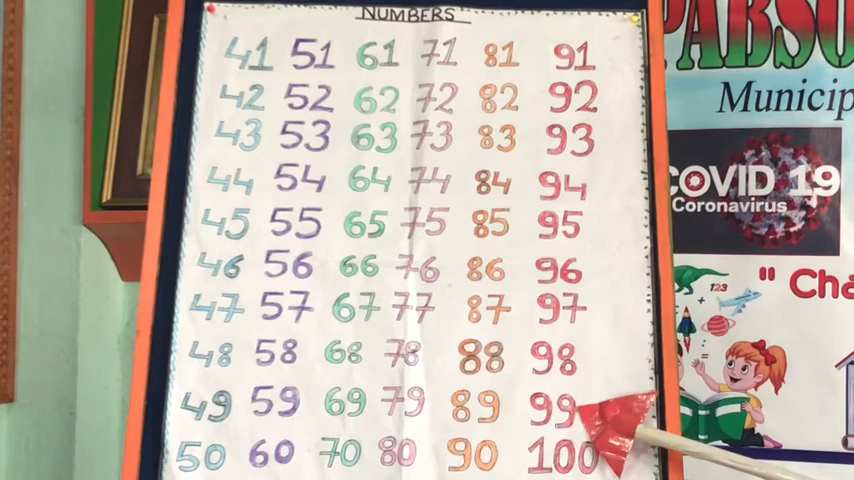 NUMBERS
41 51 61 71 81 91
42 52 62 72 82 92
43 53 63 73 83 93
44 54 64 74 84 94
45 55 65 75 85 95
46 56 66 76 86 96
47 57 67 77 87 97
48 58 68 78 88 98
49 59 69 79 89 99
50 60 70 80 90 100
PABSO
Municip
COVID 19
Coronavirus
" Cha
123